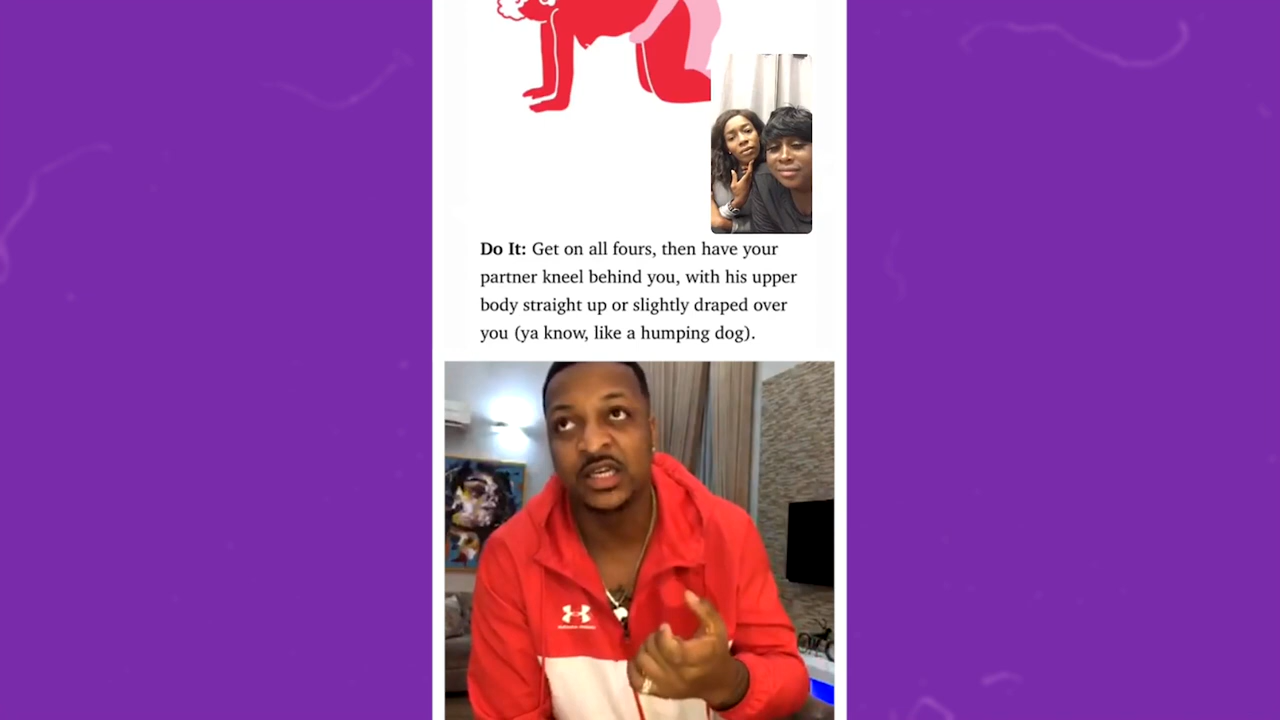 Do It: Get on all fours, then have your
partner kneel behind you, with his upper
body straight up or slightly draped over
you (ya know, like a humping dog).